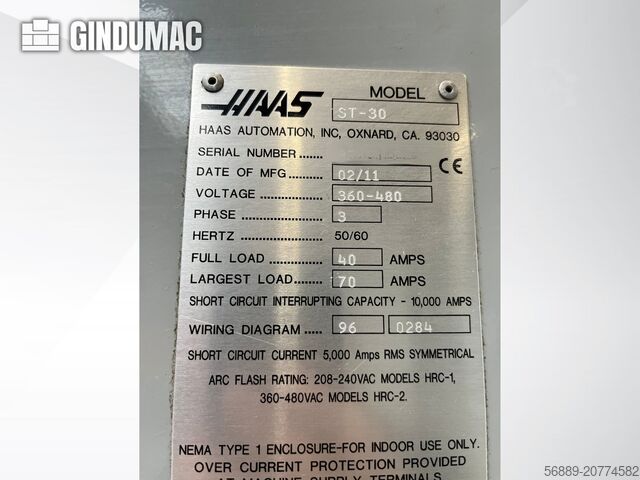 GINDUMAC
HAAS
MODEL
ST-30
HAAS AUTOMATION, INC, OXNARD, CA. 93030
SERIAL NUMBER .......
DATE OF MFG ........... 02/11 CE
VOLTAGE ............... 360-480
PHASE ................... 3
HERTZ ................... 50/60
FULL LOAD ............. 40 AMPS
LARGEST LOAD........ 70 AMPS
SHORT CIRCUIT INTERRUPTING CAPACITY - 10,000 AMPS
WIRING DIAGRAM ..... 96 0284
SHORT CIRCUIT CURRENT 5,000 Amps RMS SYMMETRICAL
ARC FLASH RATING: 208-240VAC MODELS HRC-1,
360-480VAC MODELS HRC-2.
NEMA TYPE 1 ENCLOSURE-FOR INDOOR USE ONLY.
OVER CURRENT PROTECTION PROVIDED
AT MACHINE SUPPLY TERMINALS
56889-20774582